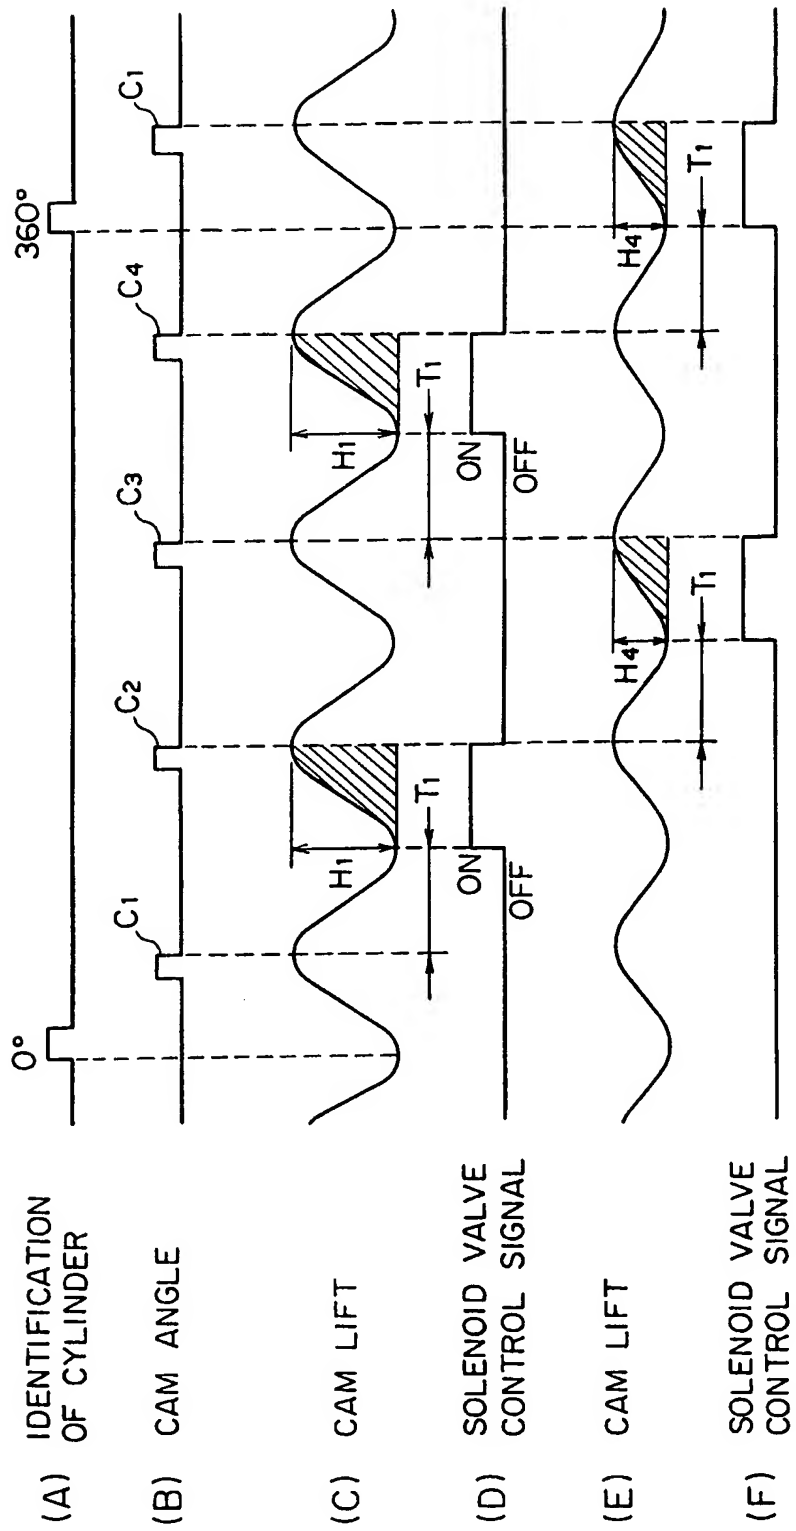 (A) IDENTIFICATION
OF CYLINDER
0°
360°
(B) CAM ANGLE
C1
C2
C3
C4
C1
(C) CAM LIFT
H1
T1
H1
T1
(D) SOLENOID VALVE
CONTROL SIGNAL
ON
OFF
ON
OFF
(E) CAM LIFT
H4
T1
H4
T1
(F) SOLENOID VALVE
CONTROL SIGNAL